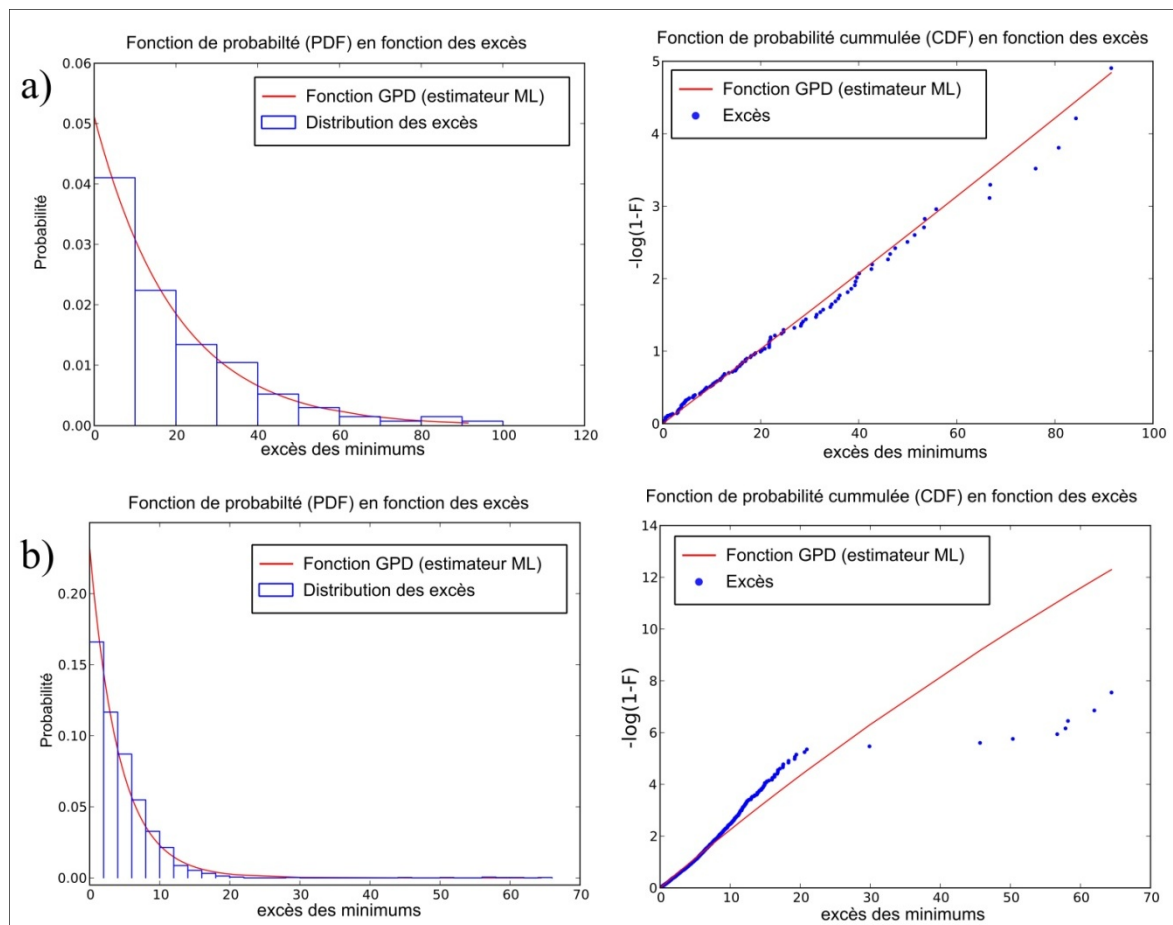 a)
Fonction de probabilté (PDF) en fonction des excès
0.06
0.05
0.04
0.03
0.02
0.01
0.00
Probabilité
Fonction GPD (estimateur ML)
Distribution des excès
0 20 40 60 80 100 120
excès des minimums
Fonction de probabilité cummulée (CDF) en fonction des excès
5
4
3
2
1
0
-log(1-F)
Fonction GPD (estimateur ML)
Excès
0 20 40 60 80 100
excès des minimums
b)
Fonction de probabilté (PDF) en fonction des excès
0.20
0.15
0.10
0.05
0.00
Probabilité
Fonction GPD (estimateur ML)
Distribution des excès
0 10 20 30 40 50 60 70
excès des minimums
Fonction de probabilité cummulée (CDF) en fonction des excès
14
12
10
8
6
4
2
0
-log(1-F)
Fonction GPD (estimateur ML)
Excès
0 10 20 30 40 50 60 70
excès des minimums